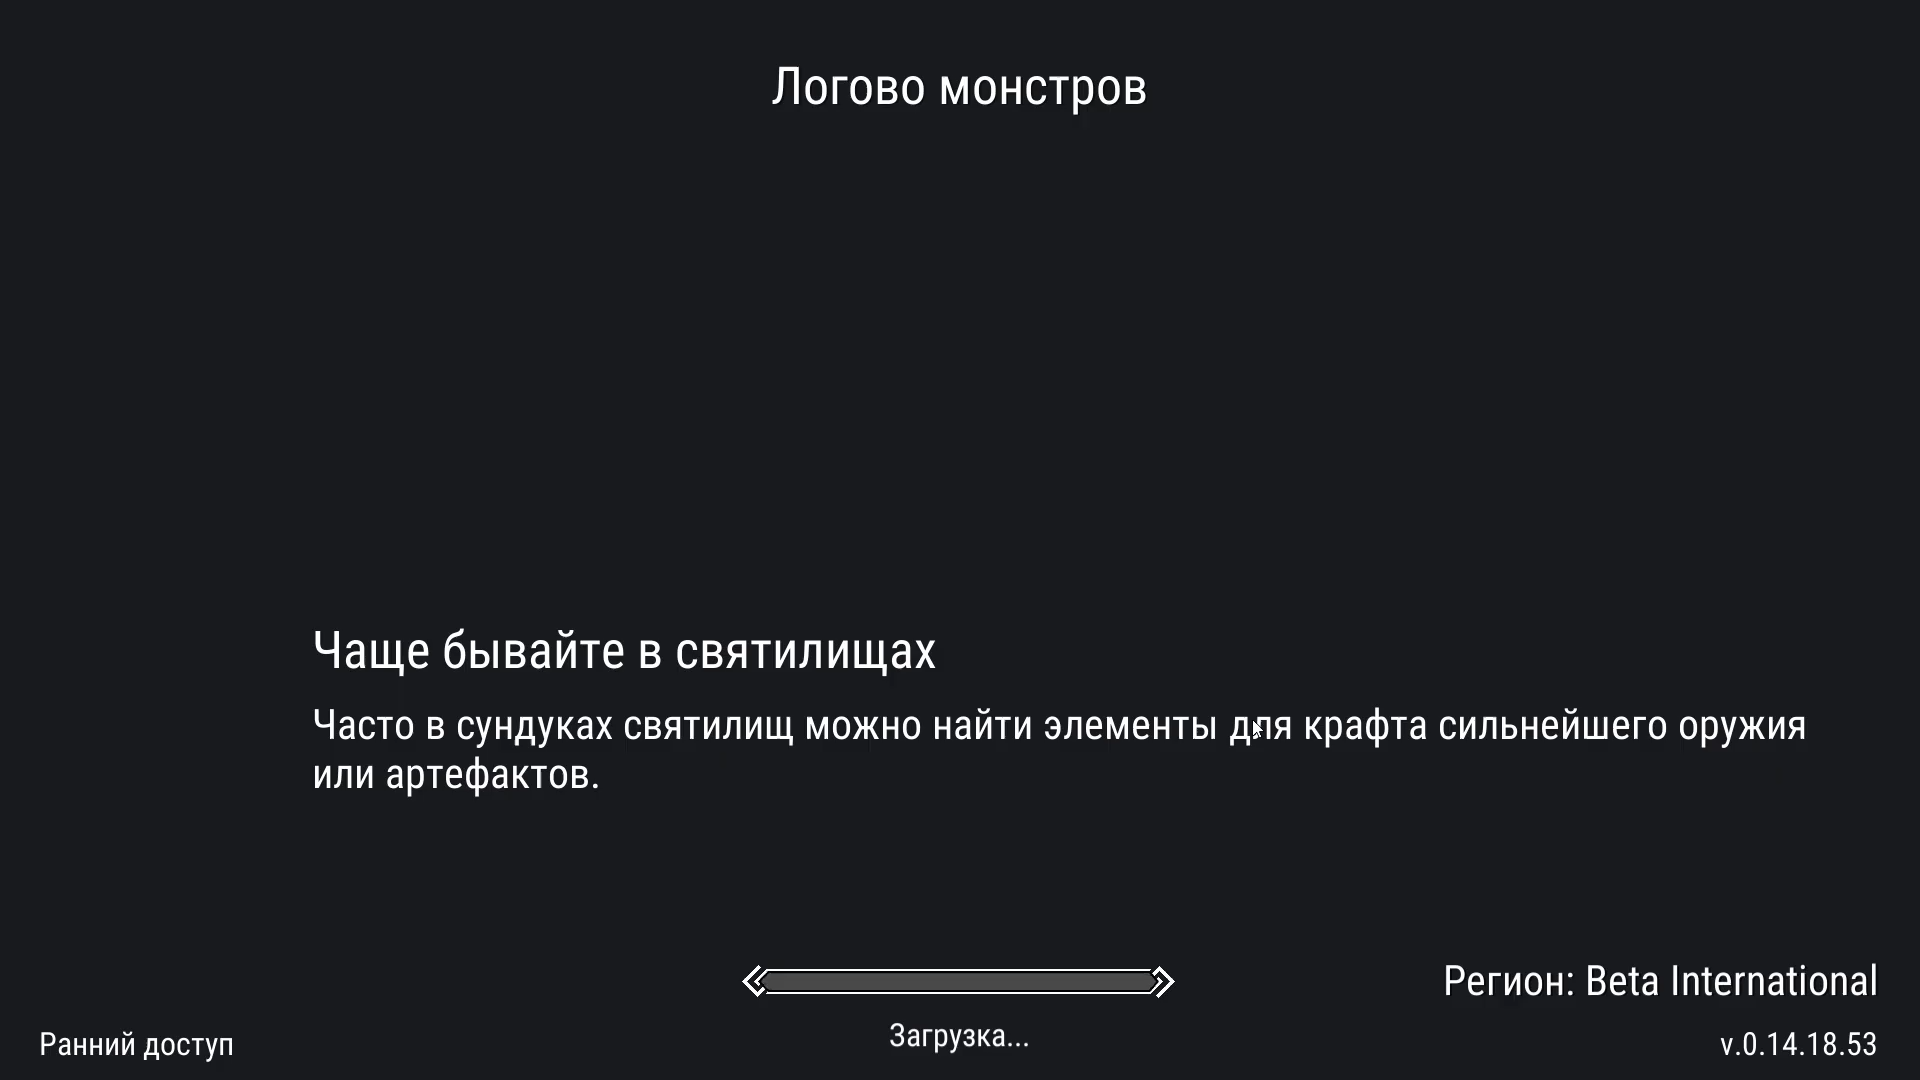 Логово монстров
Чаще бывайте в святилищах
Часто в сундуках святилищ можно найти элементы для крафта сильнейшего оружия
или артефактов.
Регион: Beta International
Загрузка...
Ранний доступ
v.0.14.18.53